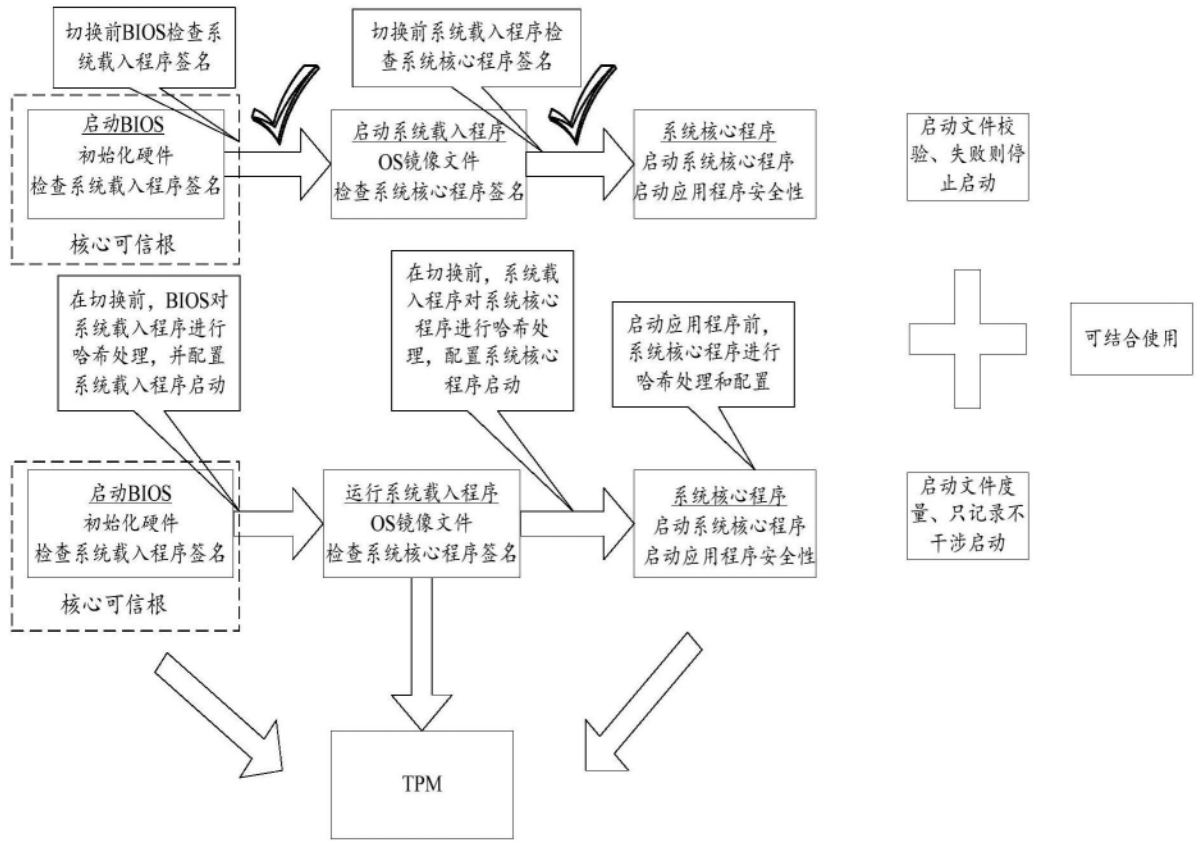 切换前BIOS检查系
统载入程序签名
切换前系统载入程序检
查系统核心程序签名
启动BIOS
初始化硬件
检查系统载入程序签名
核心可信根
启动系统载入程序
OS镜像文件
检查系统核心程序签名
系统核心程序
启动系统核心程序
启动应用程序安全性
启动文件校
验、失败则停
止启动
在切换前，BIOS对
系统载入程序进行
哈希处理，并配置
系统载入程序启动
在切换前，系统载
入程序对系统核心
程序进行哈希处
理，配置系统核心
程序启动
启动应用程序前，
系统核心程序进行
哈希处理和配置
可结合使用
启动BIOS
初始化硬件
检查系统载入程序签名
核心可信根
运行系统载入程序
OS镜像文件
检查系统核心程序签名
系统核心程序
启动系统核心程序
启动应用程序安全性
启动文件度
量、只记录不
干涉启动
TPM